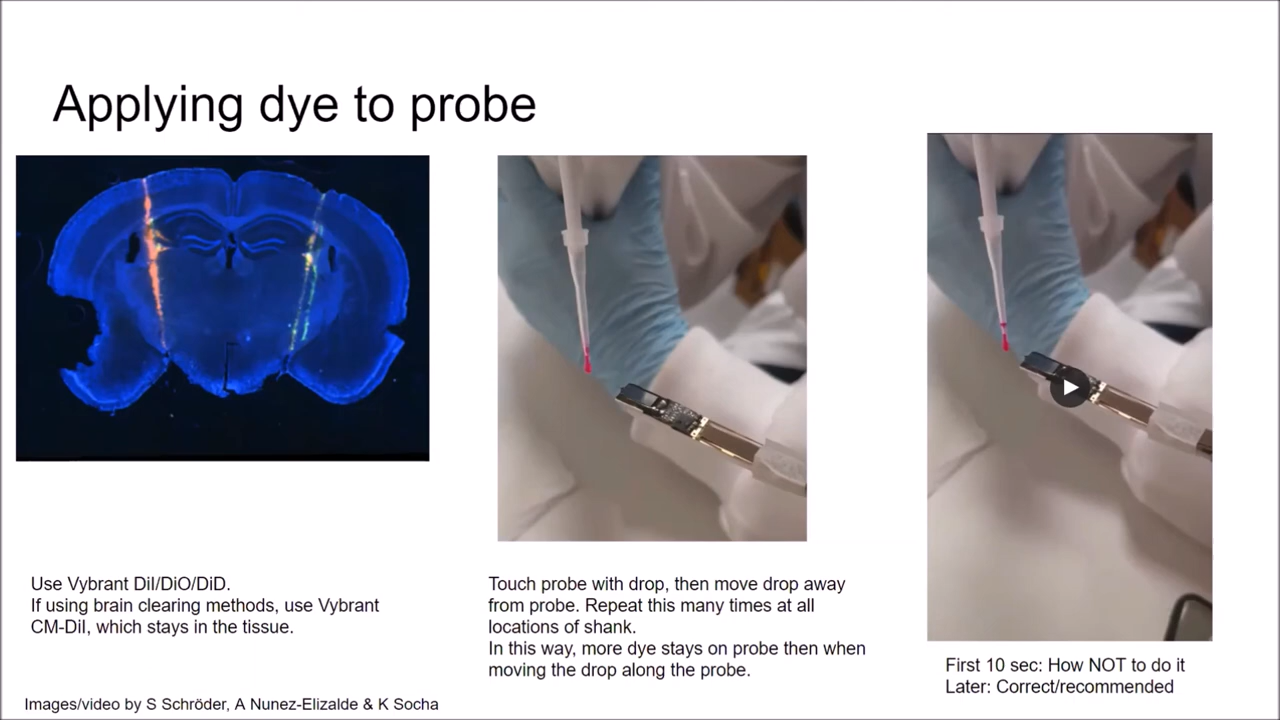 Applying dye to probe
Use Vybrant DiI/DiO/DiD.
If using brain clearing methods, use Vybrant
CM-DiI, which stays in the tissue.
Touch probe with drop, then move drop away
from probe. Repeat this many times at all
locations of shank.
In this way, more dye stays on probe then when
moving the drop along the probe.
First 10 sec: How NOT to do it
Later: Correct/recommended
Images/video by S Schröder, A Nunez-Elizalde & K Socha